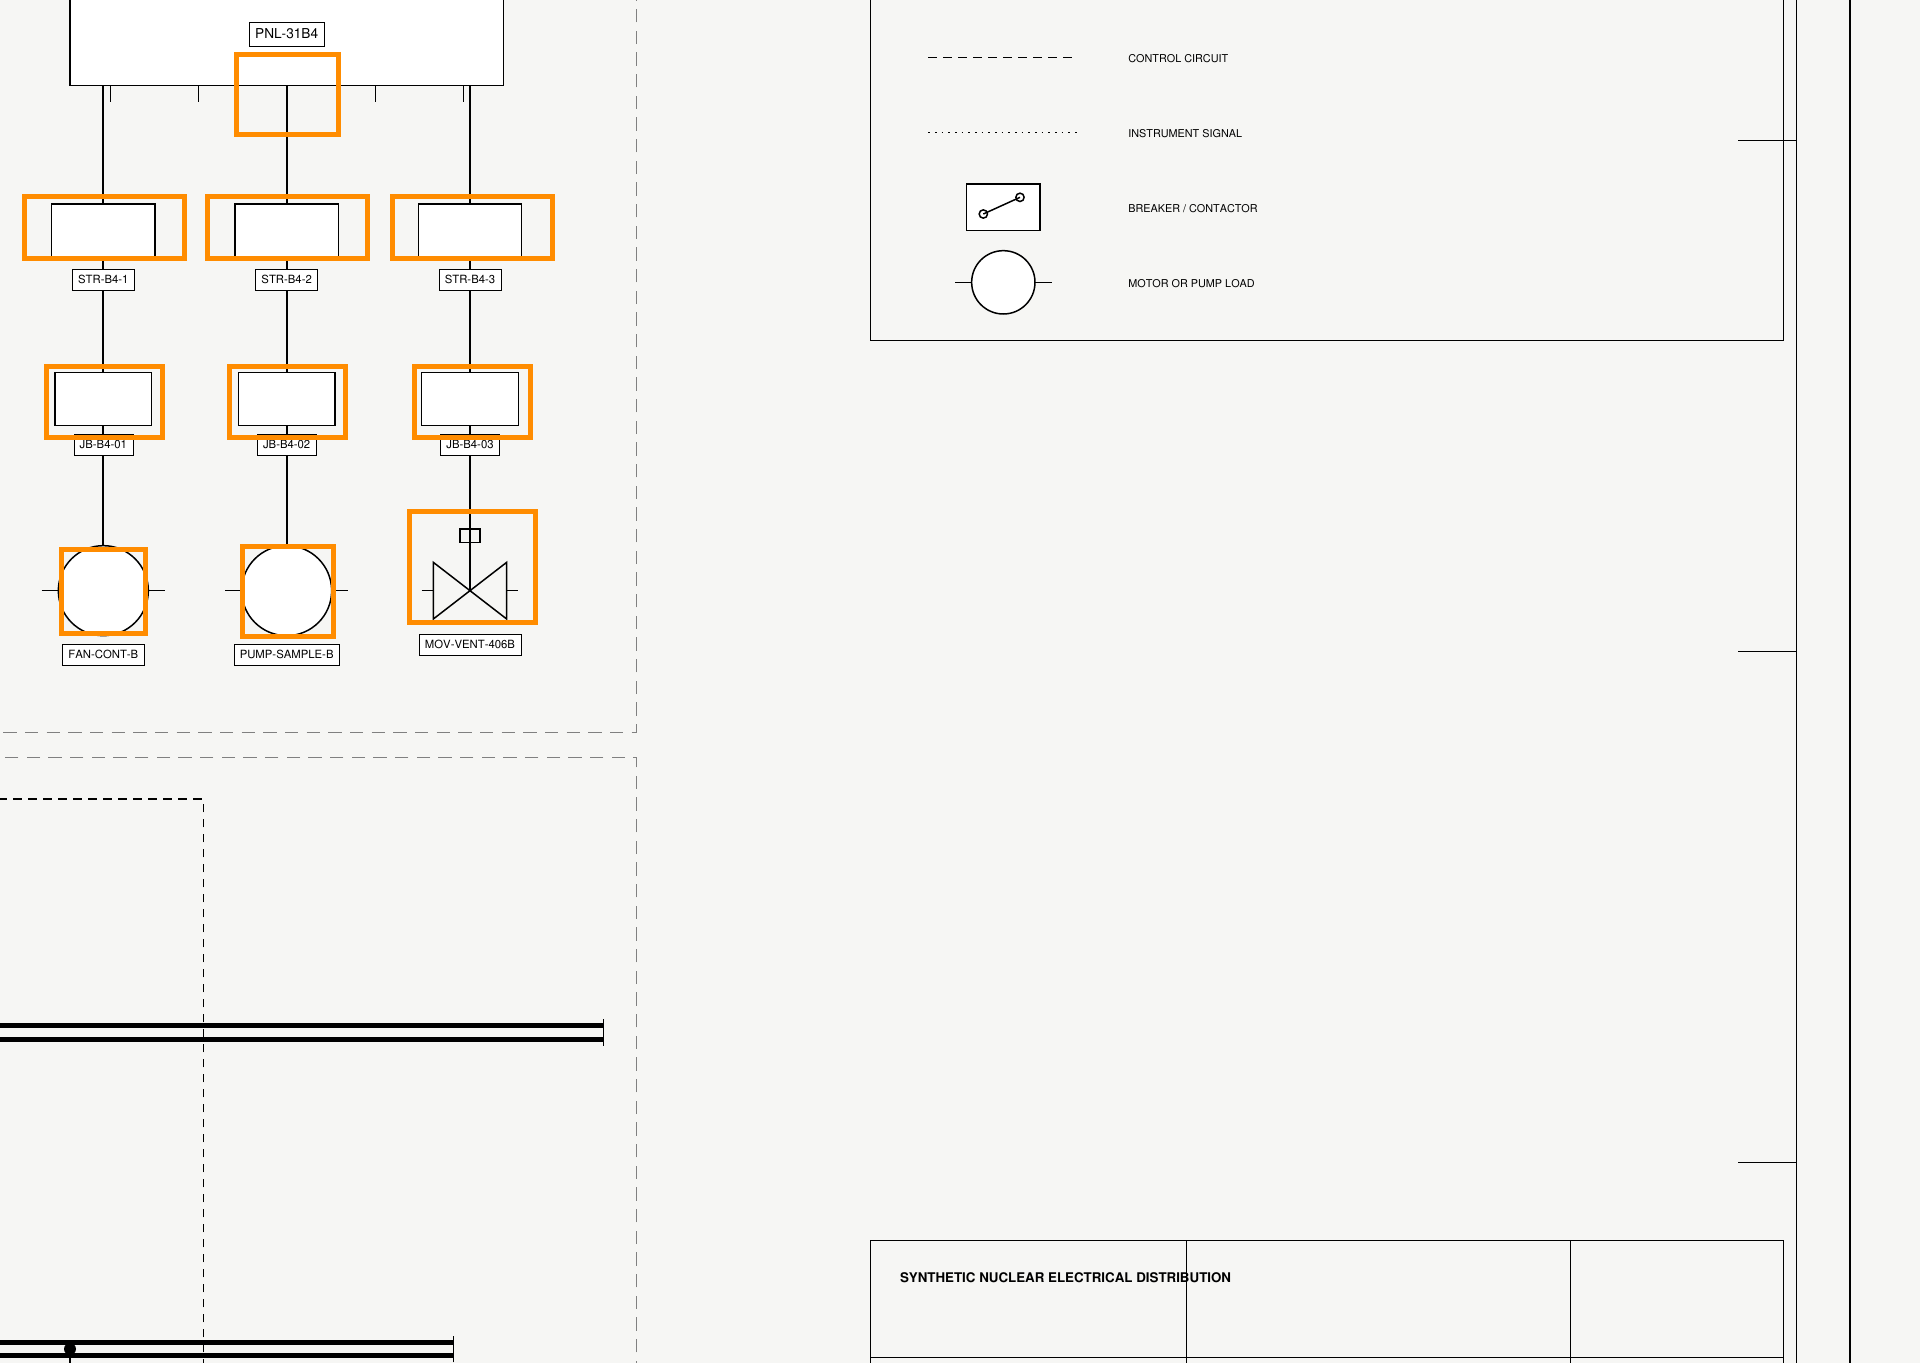 PNL-31B4
STR-B4-1
STR-B4-2
STR-B4-3
JB-B4-01
JB-B4-02
JB-B4-03
FAN-CONT-B
PUMP-SAMPLE-B
MOV-VENT-406B
CONTROL CIRCUIT
INSTRUMENT SIGNAL
BREAKER / CONTACTOR
MOTOR OR PUMP LOAD
SYNTHETIC NUCLEAR ELECTRICAL DISTRIBUTION